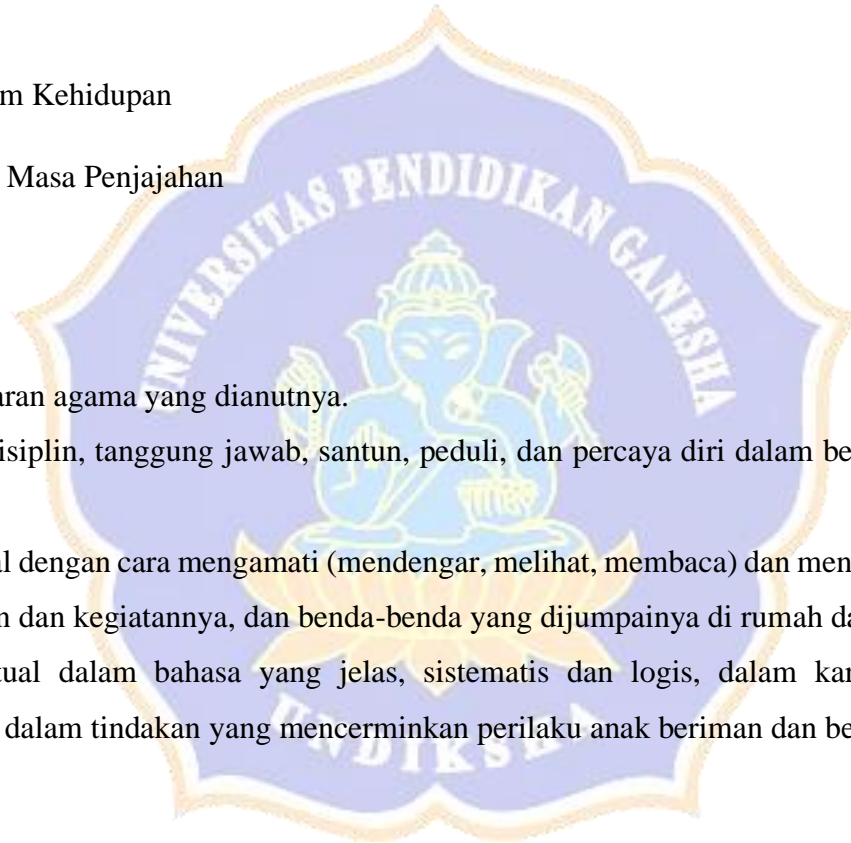 m Kehidupan
Masa Penjajahan
UNIVERSITAS PENDIDIKAN GANESHA
aran agama yang dianutnya.
isiplin, tanggung jawab, santun, peduli, dan percaya diri dalam be
al dengan cara mengamati (mendengar, melihat, membaca) dan men
n dan kegiatannya, dan benda-benda yang dijumpainya di rumah da
tual dalam bahasa yang jelas, sistematis dan logis, dalam kar
dalam tindakan yang mencerminkan perilaku anak beriman dan be
UNDIKSHA